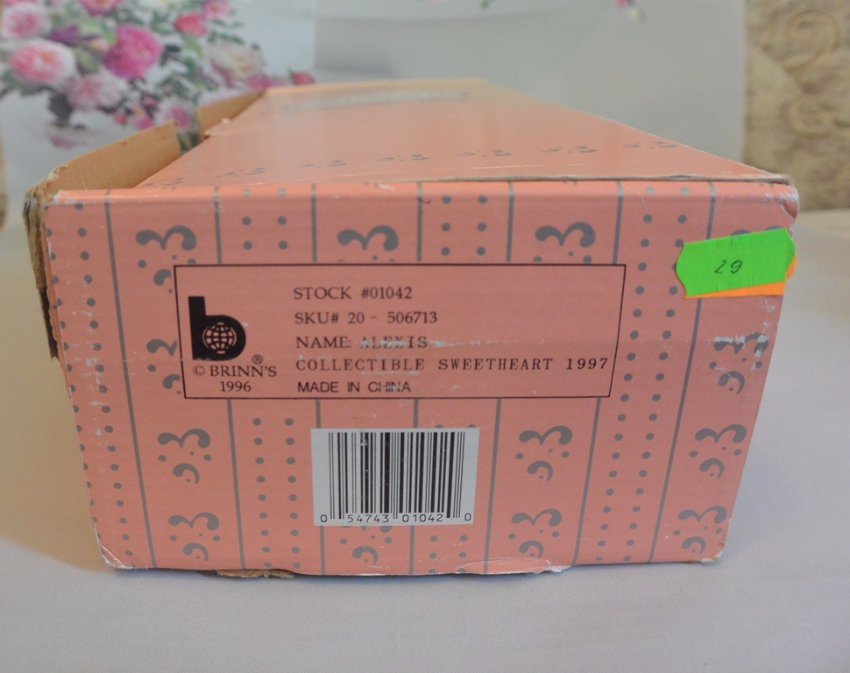 29
STOCK #01042
SKU# 20 - 506713
NAME: ALEXIS
COLLECTIBLE SWEETHEART 1997
MADE IN CHINA
b
® 
© BRINN'S
1996
0 54743 01042 0